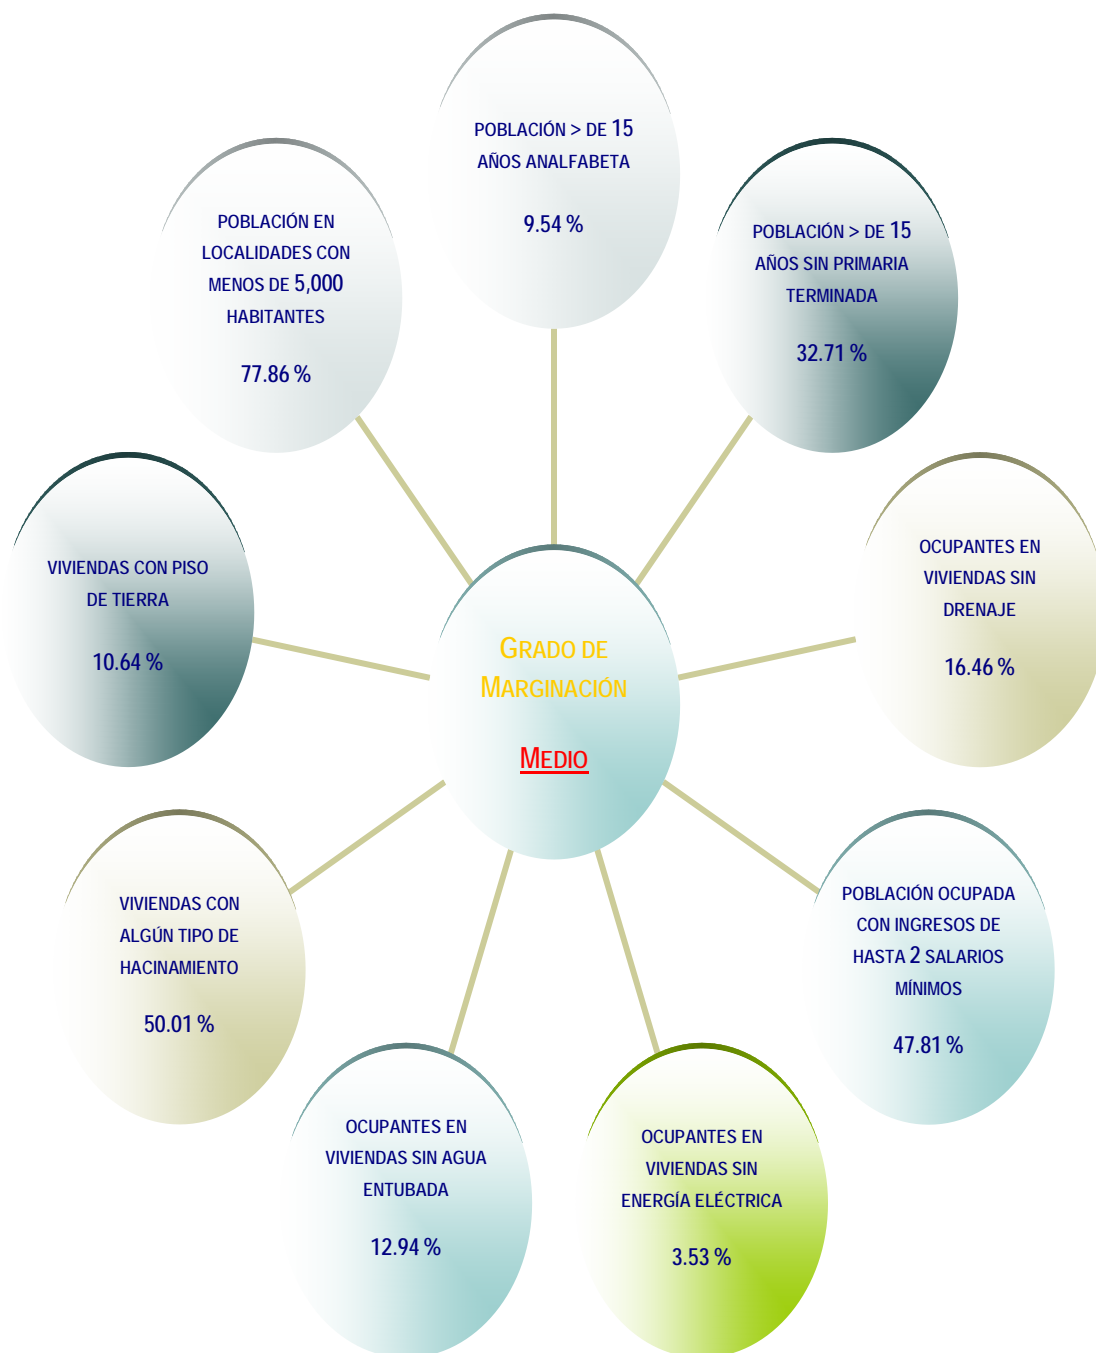 POBLACIÓN > DE 15
AÑOS ANALFABETA
9.54 %
POBLACIÓN > DE 15
AÑOS SIN PRIMARIA
TERMINADA
32.71 %
OCUPANTES EN
VIVIENDAS SIN
DRENAJE
16.46 %
POBLACIÓN OCUPADA
CON INGRESOS DE
HASTA 2 SALARIOS
MÍNIMOS
47.81 %
OCUPANTES EN
VIVIENDAS SIN
ENERGÍA ELÉCTRICA
3.53 %
OCUPANTES EN
VIVIENDAS SIN AGUA
ENTUBADA
12.94 %
VIVIENDAS CON
ALGÚN TIPO DE
HACINAMIENTO
50.01 %
VIVIENDAS CON PISO
DE TIERRA
10.64 %
POBLACIÓN EN
LOCALIDADES CON
MENOS DE 5,000
HABITANTES
77.86 %
GRADO DE
MARGINACIÓN
MEDIO